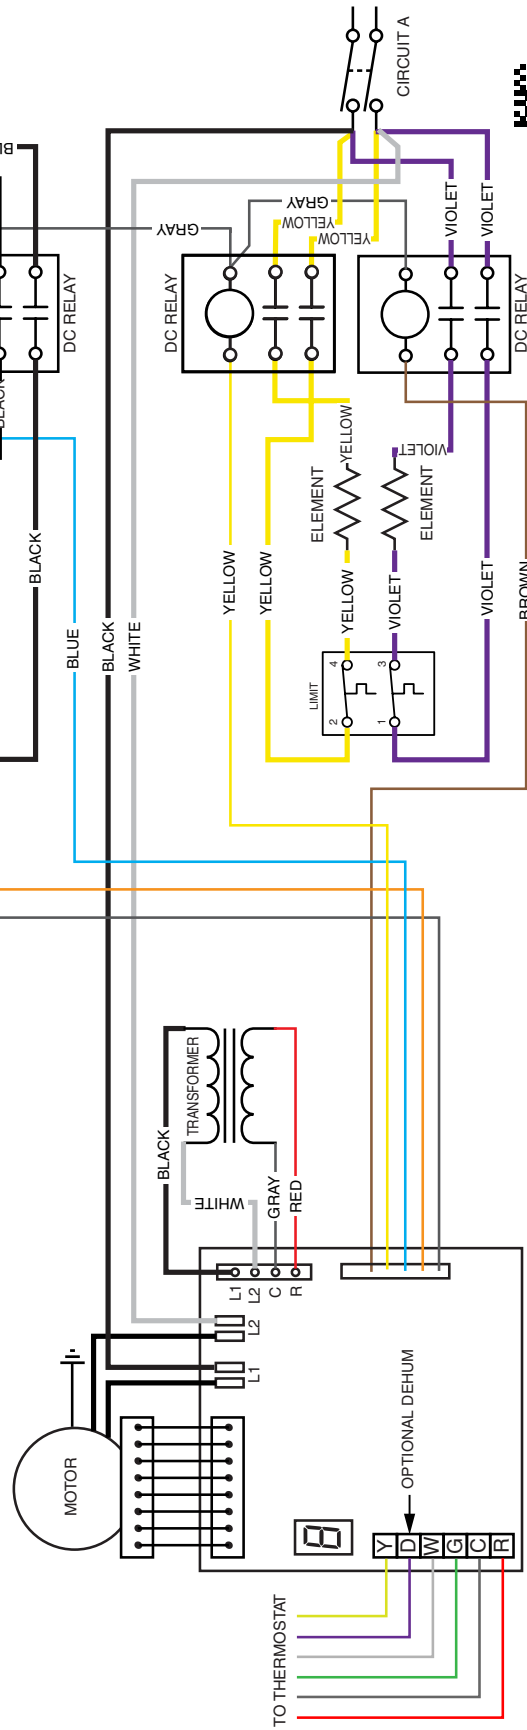 CIRCUIT A
GRAY
GRAY
YELLOW
YELLOW
VIOLET
VIOLET
DC RELAY
DC RELAY
DC RELAY
BLACK
YELLOW
VIOLET
ELEMENT
ELEMENT
BLACK
BLUE
BLACK
WHITE
YELLOW
YELLOW
YELLOW
VIOLET
VIOLET
BROWN
LIMIT
4
3
2
1
TRANSFORMER
BLACK
WHITE
GRAY
RED
L1
L2
C
R
L2
L1
MOTOR
OPTIONAL DEHUM
8
Y
D
W
G
C
R
TO THERMOSTAT